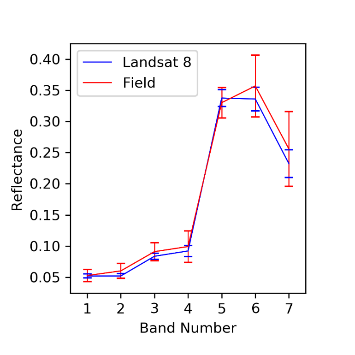 Landsat 8
Field
0.40
0.35
0.30
0.25
0.20
0.15
0.10
0.05
Reflectance
1 2 3 4 5 6 7
Band Number